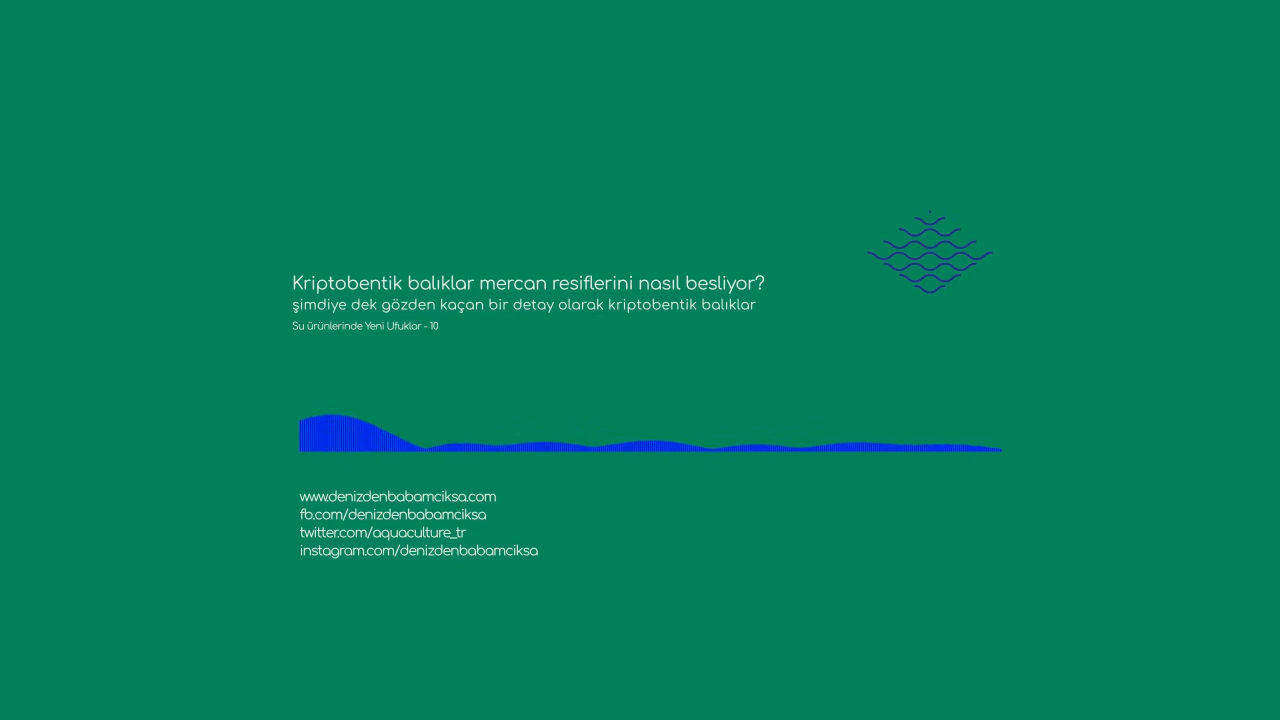 Kriptobentik balıklar mercan resiflerini nasıl besliyor?
şimdiye dek gözden kaçan bir detay olarak kriptobentik balıklar
Su ürünlerinde Yeni Ufuklar - 10
www.denizdenbabamciksa.com
fb.com/denizdenbabamciksa
twitter.com/aquaculture_tr
instagram.com/denizdenbabamciksa